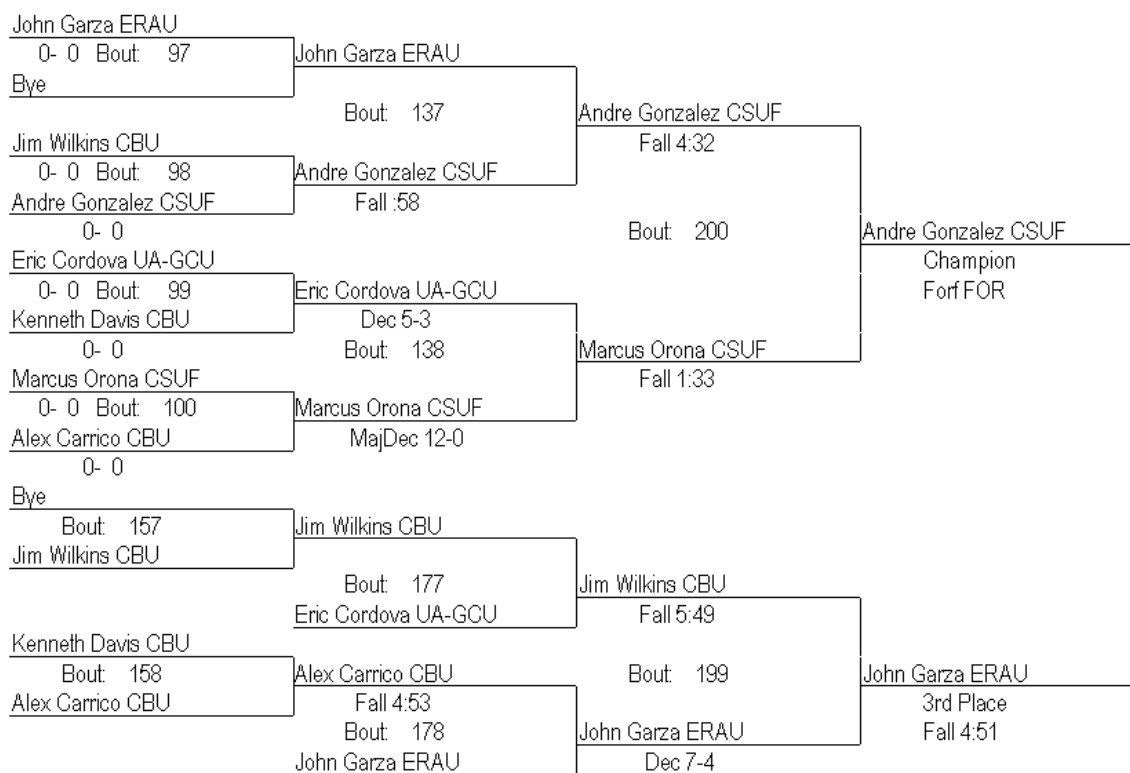 John Garza ERAU
0- 0 Bout: 97
John Garza ERAU
Bye
Bout: 137
Andre Gonzalez CSUF
Jim Wilkins CBU
Fall 4:32
0- 0 Bout: 98
Andre Gonzalez CSUF
Andre Gonzalez CSUF
Fall :58
0- 0
Bout: 200
Andre Gonzalez CSUF
Eric Cordova UA-GCU
Champion
0- 0 Bout: 99
Eric Cordova UA-GCU
Forf FOR
Kenneth Davis CBU
Dec 5-3
0- 0
Bout: 138
Marcus Orona CSUF
Marcus Orona CSUF
Fall 1:33
0- 0 Bout: 100
Marcus Orona CSUF
Alex Carrico CBU
MajDec 12-0
0- 0
Bye
Bout: 157
Jim Wilkins CBU
Jim Wilkins CBU
Bout: 177
Jim Wilkins CBU
Eric Cordova UA-GCU
Fall 5:49
Kenneth Davis CBU
Bout: 158
Alex Carrico CBU
Bout: 199
John Garza ERAU
Alex Carrico CBU
Fall 4:53
3rd Place
Bout: 178
John Garza ERAU
Fall 4:51
John Garza ERAU
Dec 7-4